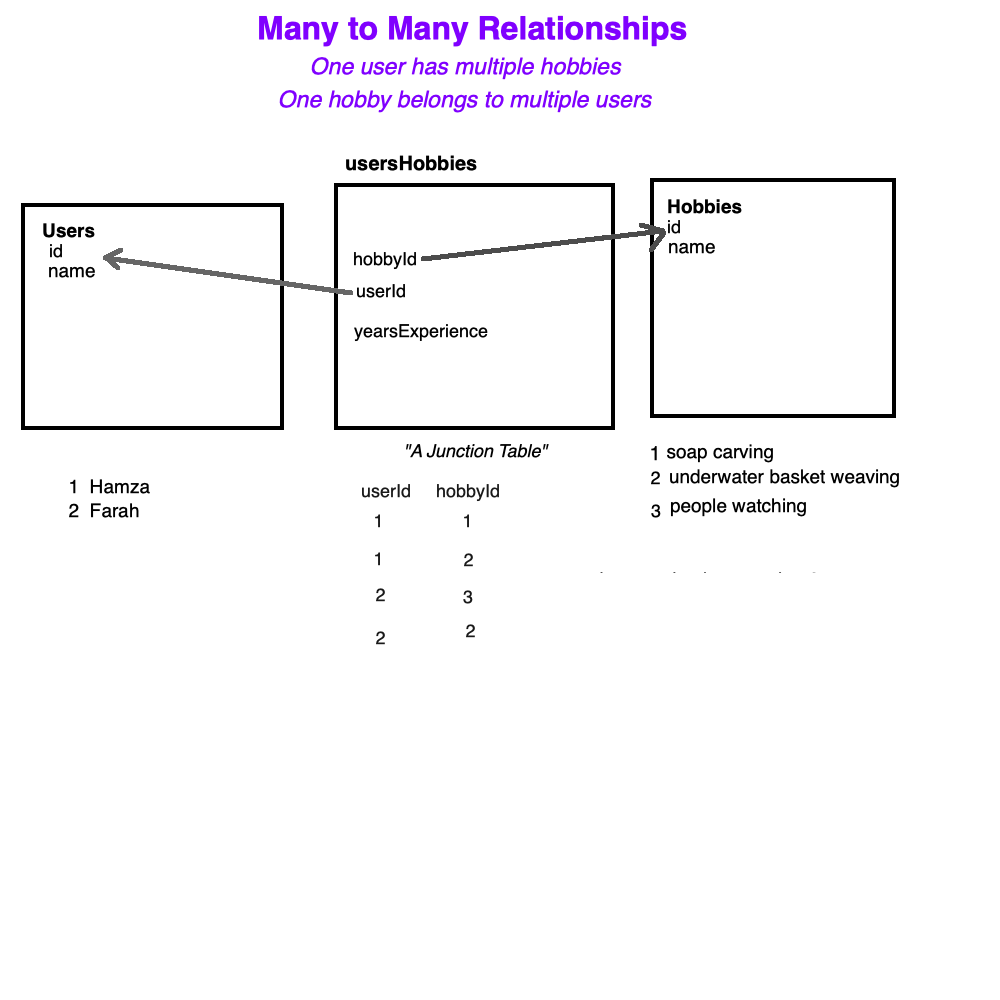 Many to Many Relationships
One user has multiple hobbies
One hobby belongs to multiple users
usersHobbies
Users
id
name
hobbyId
userId
yearsExperience
Hobbies
id
name
"A Junction Table"
1 Hamza
2 Farah
userId hobbyId
1 1
1 2
2 3
2 2
1 soap carving
2 underwater basket weaving
3 people watching